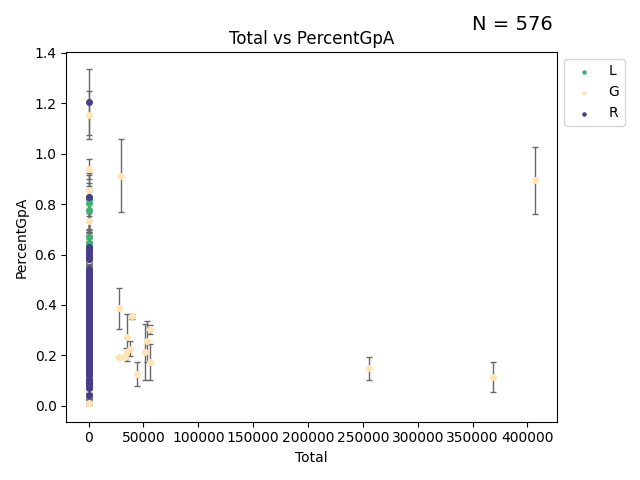 N = 576
Total vs PercentGpA
L
G
R
PercentGpA
1.4
1.2
1.0
0.8
0.6
0.4
0.2
0.0
0 50000 100000 150000 200000 250000 300000 350000 400000
Total